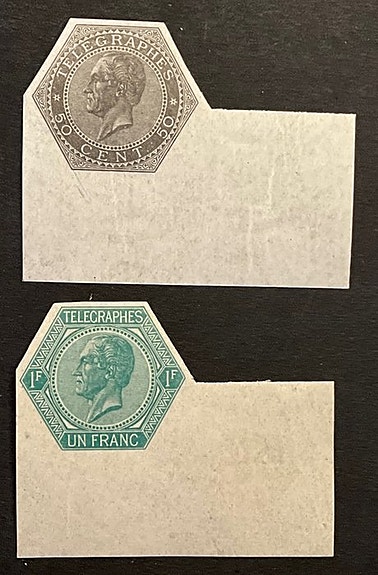 TELEGRAPHES
50 CENT. 50
TELEGRAPHES
1F 1F
UN FRANC